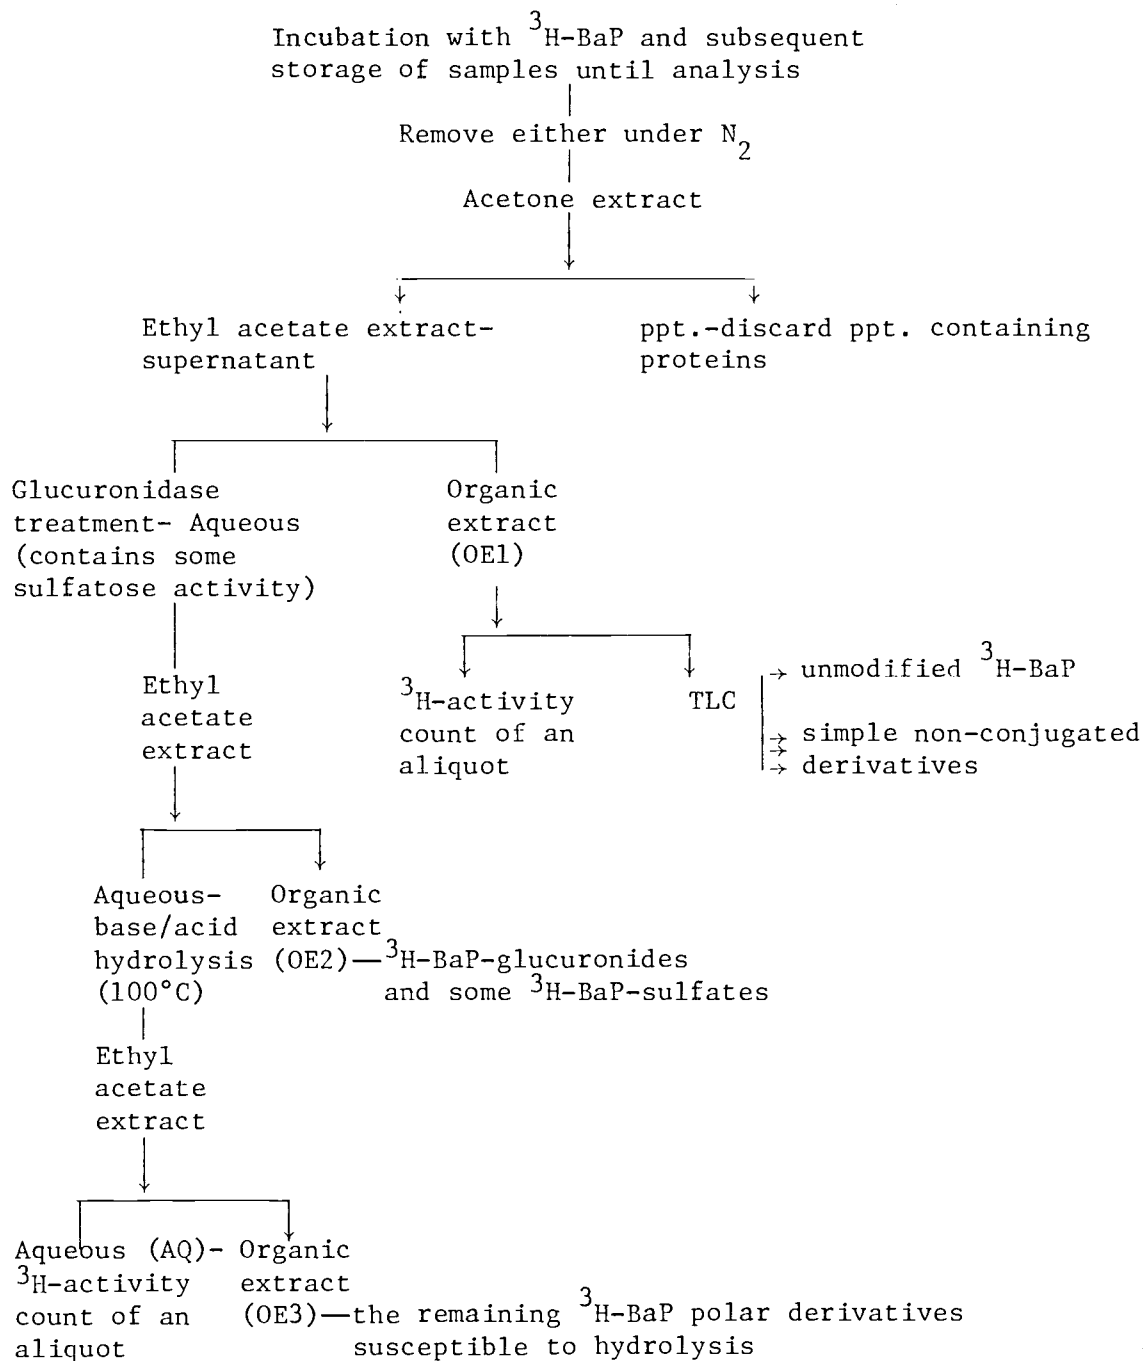 Incubation with ³H-BaP and subsequent
storage of samples until analysis
Remove either under N₂
Acetone extract
Ethyl acetate extract-
supernatant
ppt.-discard ppt. containing
proteins
Glucuronidase
treatment- Aqueous
(contains some
sulfatose activity)
Organic
extract
(OE1)
Ethyl
acetate
extract
³H-activity
count of an
aliquot
TLC
unmodified ³H-BaP
simple non-conjugated
derivatives
Aqueous-
base/acid
hydrolysis
(100°C)
Organic
extract
(OE2)—³H-BaP-glucuronides
and some ³H-BaP-sulfates
Ethyl
acetate
extract
Aqueous (AQ)-
³H-activity
count of an
aliquot
Organic
extract
(OE3)—the remaining ³H-BaP polar derivatives
susceptible to hydrolysis